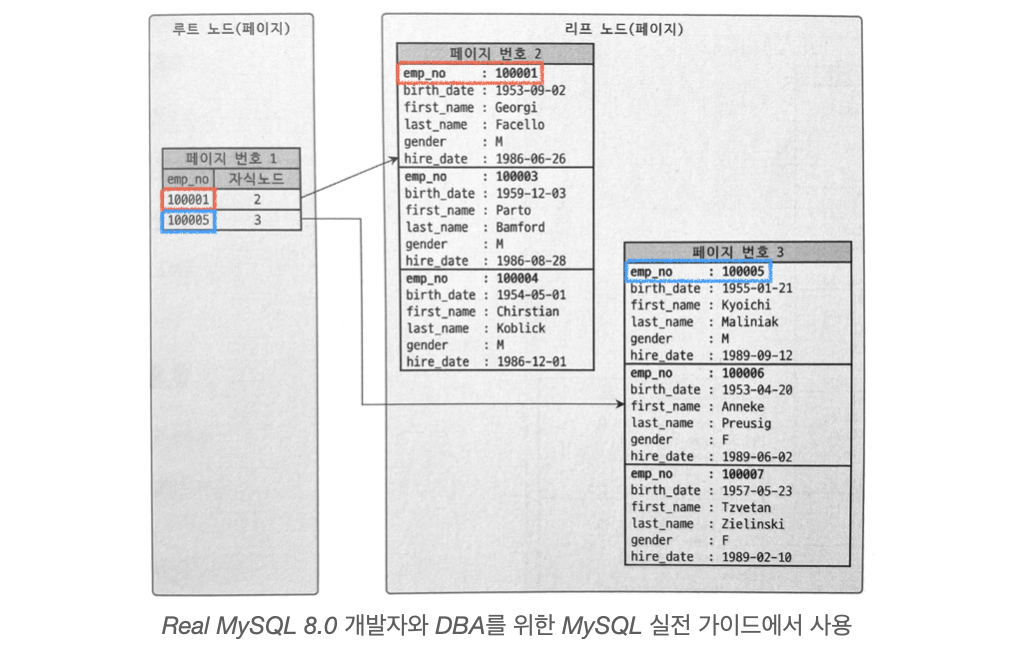 루트 노드(페이지)
페이지 번호 1
emp_no 자식노드
100001 2
100005 3
리프 노드(페이지)
페이지 번호 2
emp_no : 100001
birth_date : 1953-09-02
first_name : Georgi
last_name : Facello
gender : M
hire_date : 1986-06-26
emp_no : 100003
birth_date : 1959-12-03
first_name : Parto
last_name : Bamford
gender : M
hire_date : 1986-08-28
emp_no : 100004
birth_date : 1954-05-01
first_name : Chirstian
last_name : Koblick
gender : M
hire_date : 1986-12-01
페이지 번호 3
emp_no : 100005
birth_date : 1955-01-21
first_name : Kyoichi
last_name : Maliniak
gender : M
hire_date : 1989-09-12
emp_no : 100006
birth_date : 1953-04-20
first_name : Anneke
last_name : Preusig
gender : F
hire_date : 1989-06-02
emp_no : 100007
birth_date : 1957-05-23
first_name : Tzvetan
last_name : Zielinski
gender : F
hire_date : 1989-02-10
Real MySQL 8.0 개발자와 DBA를 위한 MySQL 실전 가이드에서 사용